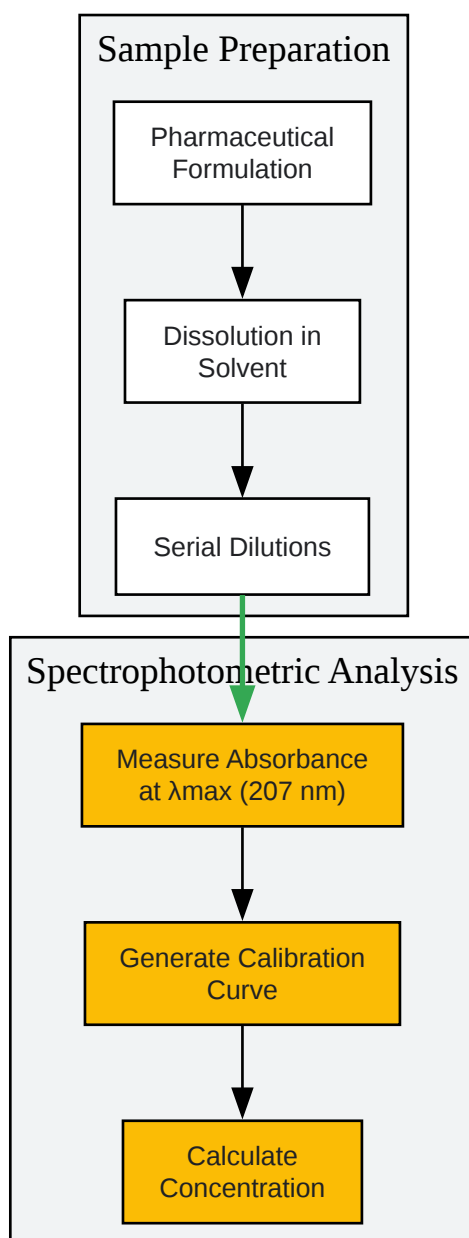 Sample Preparation
Pharmaceutical
Formulation
Dissolution in
Solvent
Serial Dilutions
Spectrophotometric Analysis
Measure Absorbance
at λmax (207 nm)
Generate Calibration
Curve
Calculate
Concentration